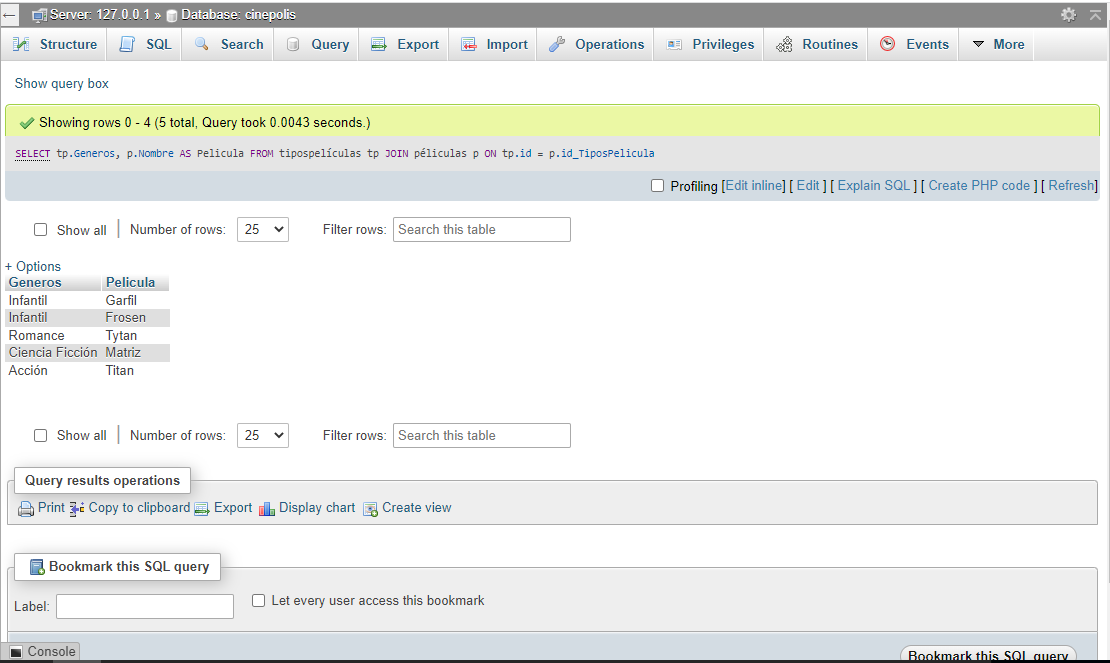 Server: 127.0.0.1 » Database: cinepolis
Structure SQL Search Query Export Import Operations Privileges Routines Events More
Show query box
Showing rows 0 - 4 (5 total, Query took 0.0043 seconds.)
SELECT tp.Generos, p.Nombre AS Pelicula FROM tipospelículas tp JOIN péliculas p ON tp.id = p.id_TiposPelicula
Profiling [Edit inline] [ Edit ] [ Explain SQL ] [ Create PHP code ] [ Refresh]
Show all Number of rows: 25 Filter rows: Search this table
+ Options
Generos Pelicula
Infantil Garfil
Infantil Frosen
Romance Tytan
Ciencia Ficción Matriz
Acción Titan
Show all Number of rows: 25 Filter rows: Search this table
Query results operations
Print Copy to clipboard Export Display chart Create view
Bookmark this SQL query
Label: Let every user access this bookmark
Console
Bookmark this SQL query